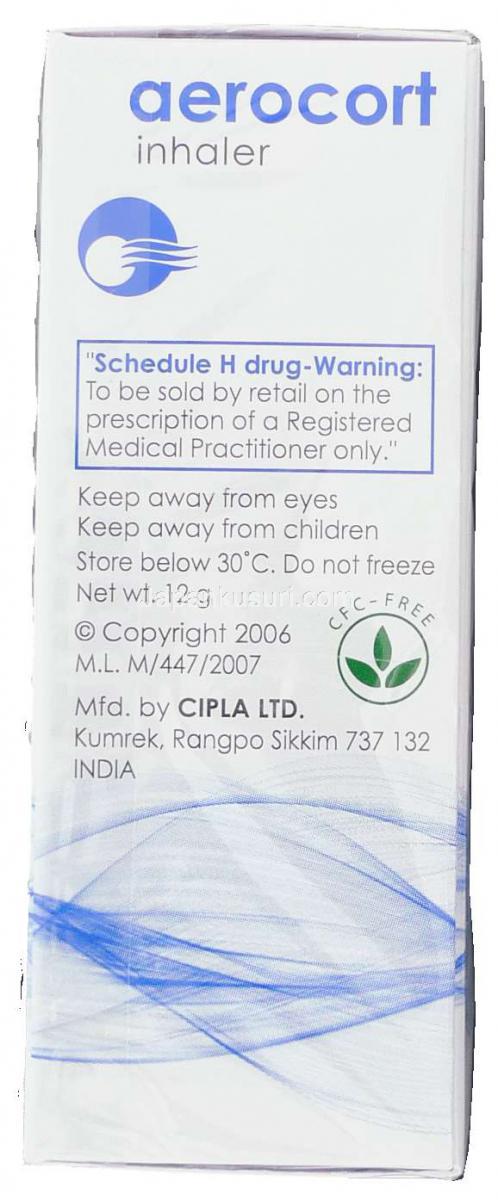 aerocort
inhaler
"Schedule H drug-Warning:
To be sold by retail on the
prescription of a Registered
Medical Practitioner only."
Keep away from eyes
Keep away from children
Store below 30°C. Do not freeze
Net wt. 12 g
CFC-FREE
© Copyright 2006
M.L. M/447/2007
Mfd. by CIPLA LTD.
Kumrek, Rangpo Sikkim 737 132
INDIA